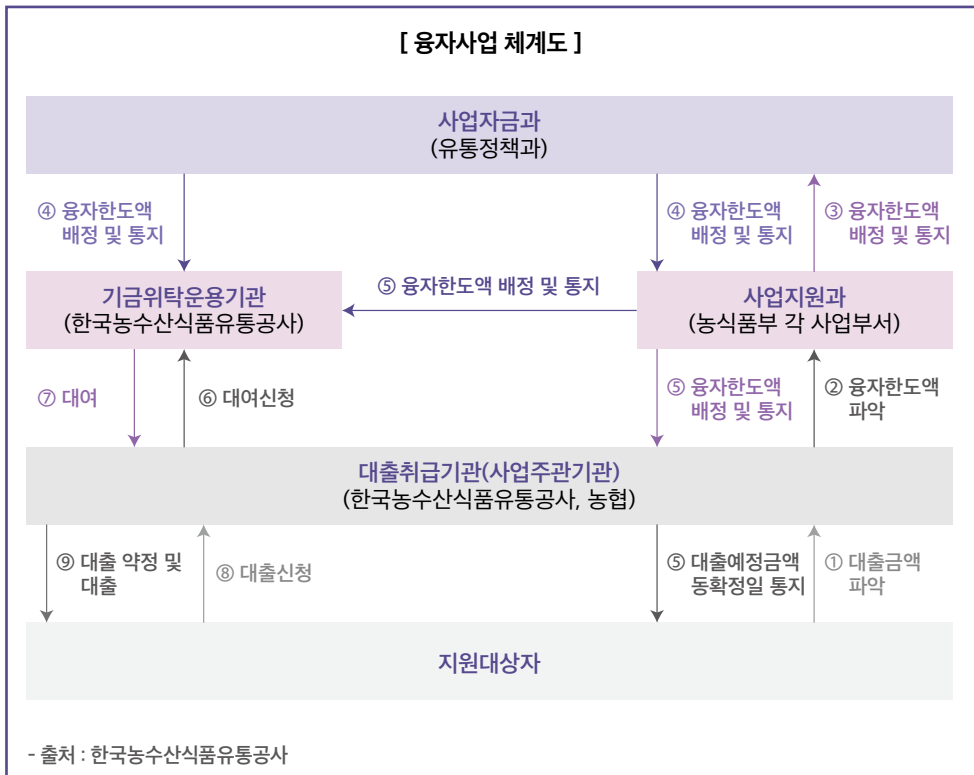 [ 융자사업 체계도 ]
사업자금과
(유통정책과)
④ 융자한도액
배정 및 통지
④ 융자한도액
배정 및 통지
③ 융자한도액
배정 및 통지
기금위탁운용기관
(한국농수산식품유통공사)
⑤ 융자한도액 배정 및 통지
사업지원과
(농식품부 각 사업부서)
⑦ 대여
⑥ 대여신청
⑤ 융자한도액
배정 및 통지
② 융자한도액
파악
대출취급기관(사업주관기관)
(한국농수산식품유통공사, 농협)
⑨ 대출 약정 및
대출
⑧ 대출신청
⑤ 대출예정금액
동확정일 통지
① 대출금액
파악
지원대상자
- 출처 : 한국농수산식품유통공사